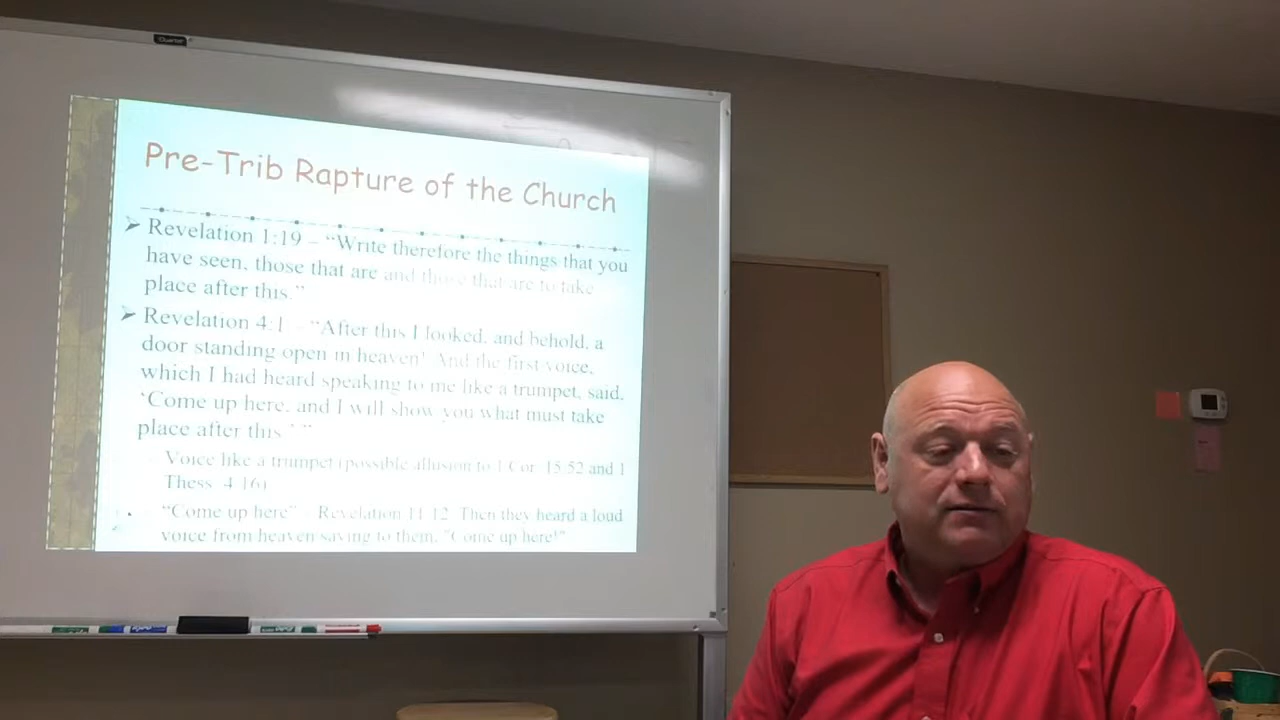 Quartet
Pre-Trib Rapture of the Church
Revelation 1:19 – “Write therefore the things that you
have seen, those that are and those that are to take
place after this.”
Revelation 4:1 – “After this I looked, and behold, a
door standing open in heaven! And the first voice,
which I had heard speaking to me like a trumpet, said,
‘Come up here, and I will show you what must take
place after this.’ ”
Voice like a trumpet (possible allusion to 1 Cor. 15:52 and 1
Thess. 4:16)
“Come up here” – Revelation 11:12 Then they heard a loud
voice from heaven saying to them, "Come up here!"